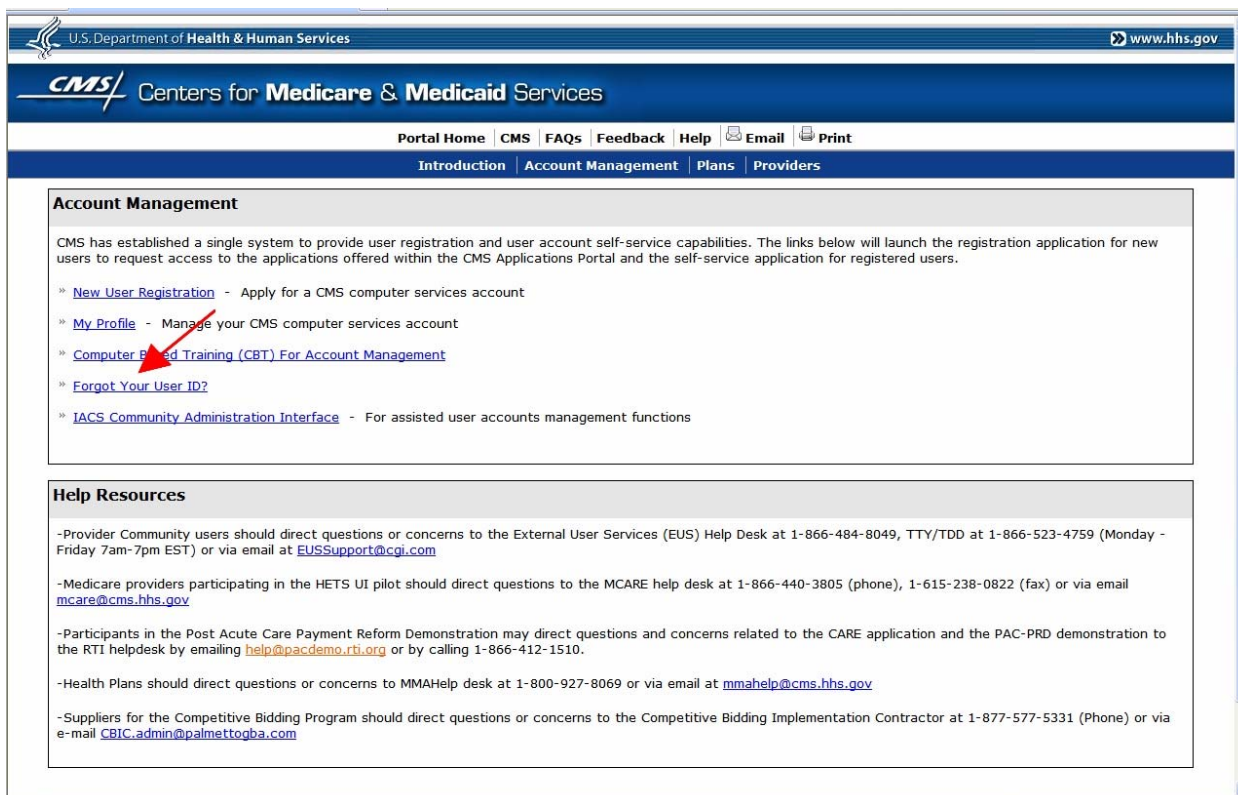 U.S. Department of Health & Human Services
www.hhs.gov
CMS/ Centers for Medicare & Medicaid Services
Portal Home | CMS | FAQs | Feedback | Help | Email | Print
Introduction | Account Management | Plans | Providers
Account Management
CMS has established a single system to provide user registration and user account self-service capabilities. The links below will launch the registration application for new
users to request access to the applications offered within the CMS Applications Portal and the self-service application for registered users.
» New User Registration - Apply for a CMS computer services account
» My Profile - Manage your CMS computer services account
» Computer Based Training (CBT) For Account Management
» Forgot Your User ID?
» IACS Community Administration Interface - For assisted user accounts management functions
Help Resources
-Provider Community users should direct questions or concerns to the External User Services (EUS) Help Desk at 1-866-484-8049, TTY/TDD at 1-866-523-4759 (Monday -
Friday 7am-7pm EST) or via email at EUSSupport@cgi.com
-Medicare providers participating in the HETS UI pilot should direct questions to the MCARE help desk at 1-866-440-3805 (phone), 1-615-238-0822 (fax) or via email
mcare@cms.hhs.gov
-Participants in the Post Acute Care Payment Reform Demonstration may direct questions and concerns related to the CARE application and the PAC-PRD demonstration to
the RTI helpdesk by emailing help@pacdemo.rti.org or by calling 1-866-412-1510.
-Health Plans should direct questions or concerns to MMAHelp desk at 1-800-927-8069 or via email at mmahelp@cms.hhs.gov
-Suppliers for the Competitive Bidding Program should direct questions or concerns to the Competitive Bidding Implementation Contractor at 1-877-577-5331 (Phone) or via
e-mail CBIC.admin@palmettogba.com